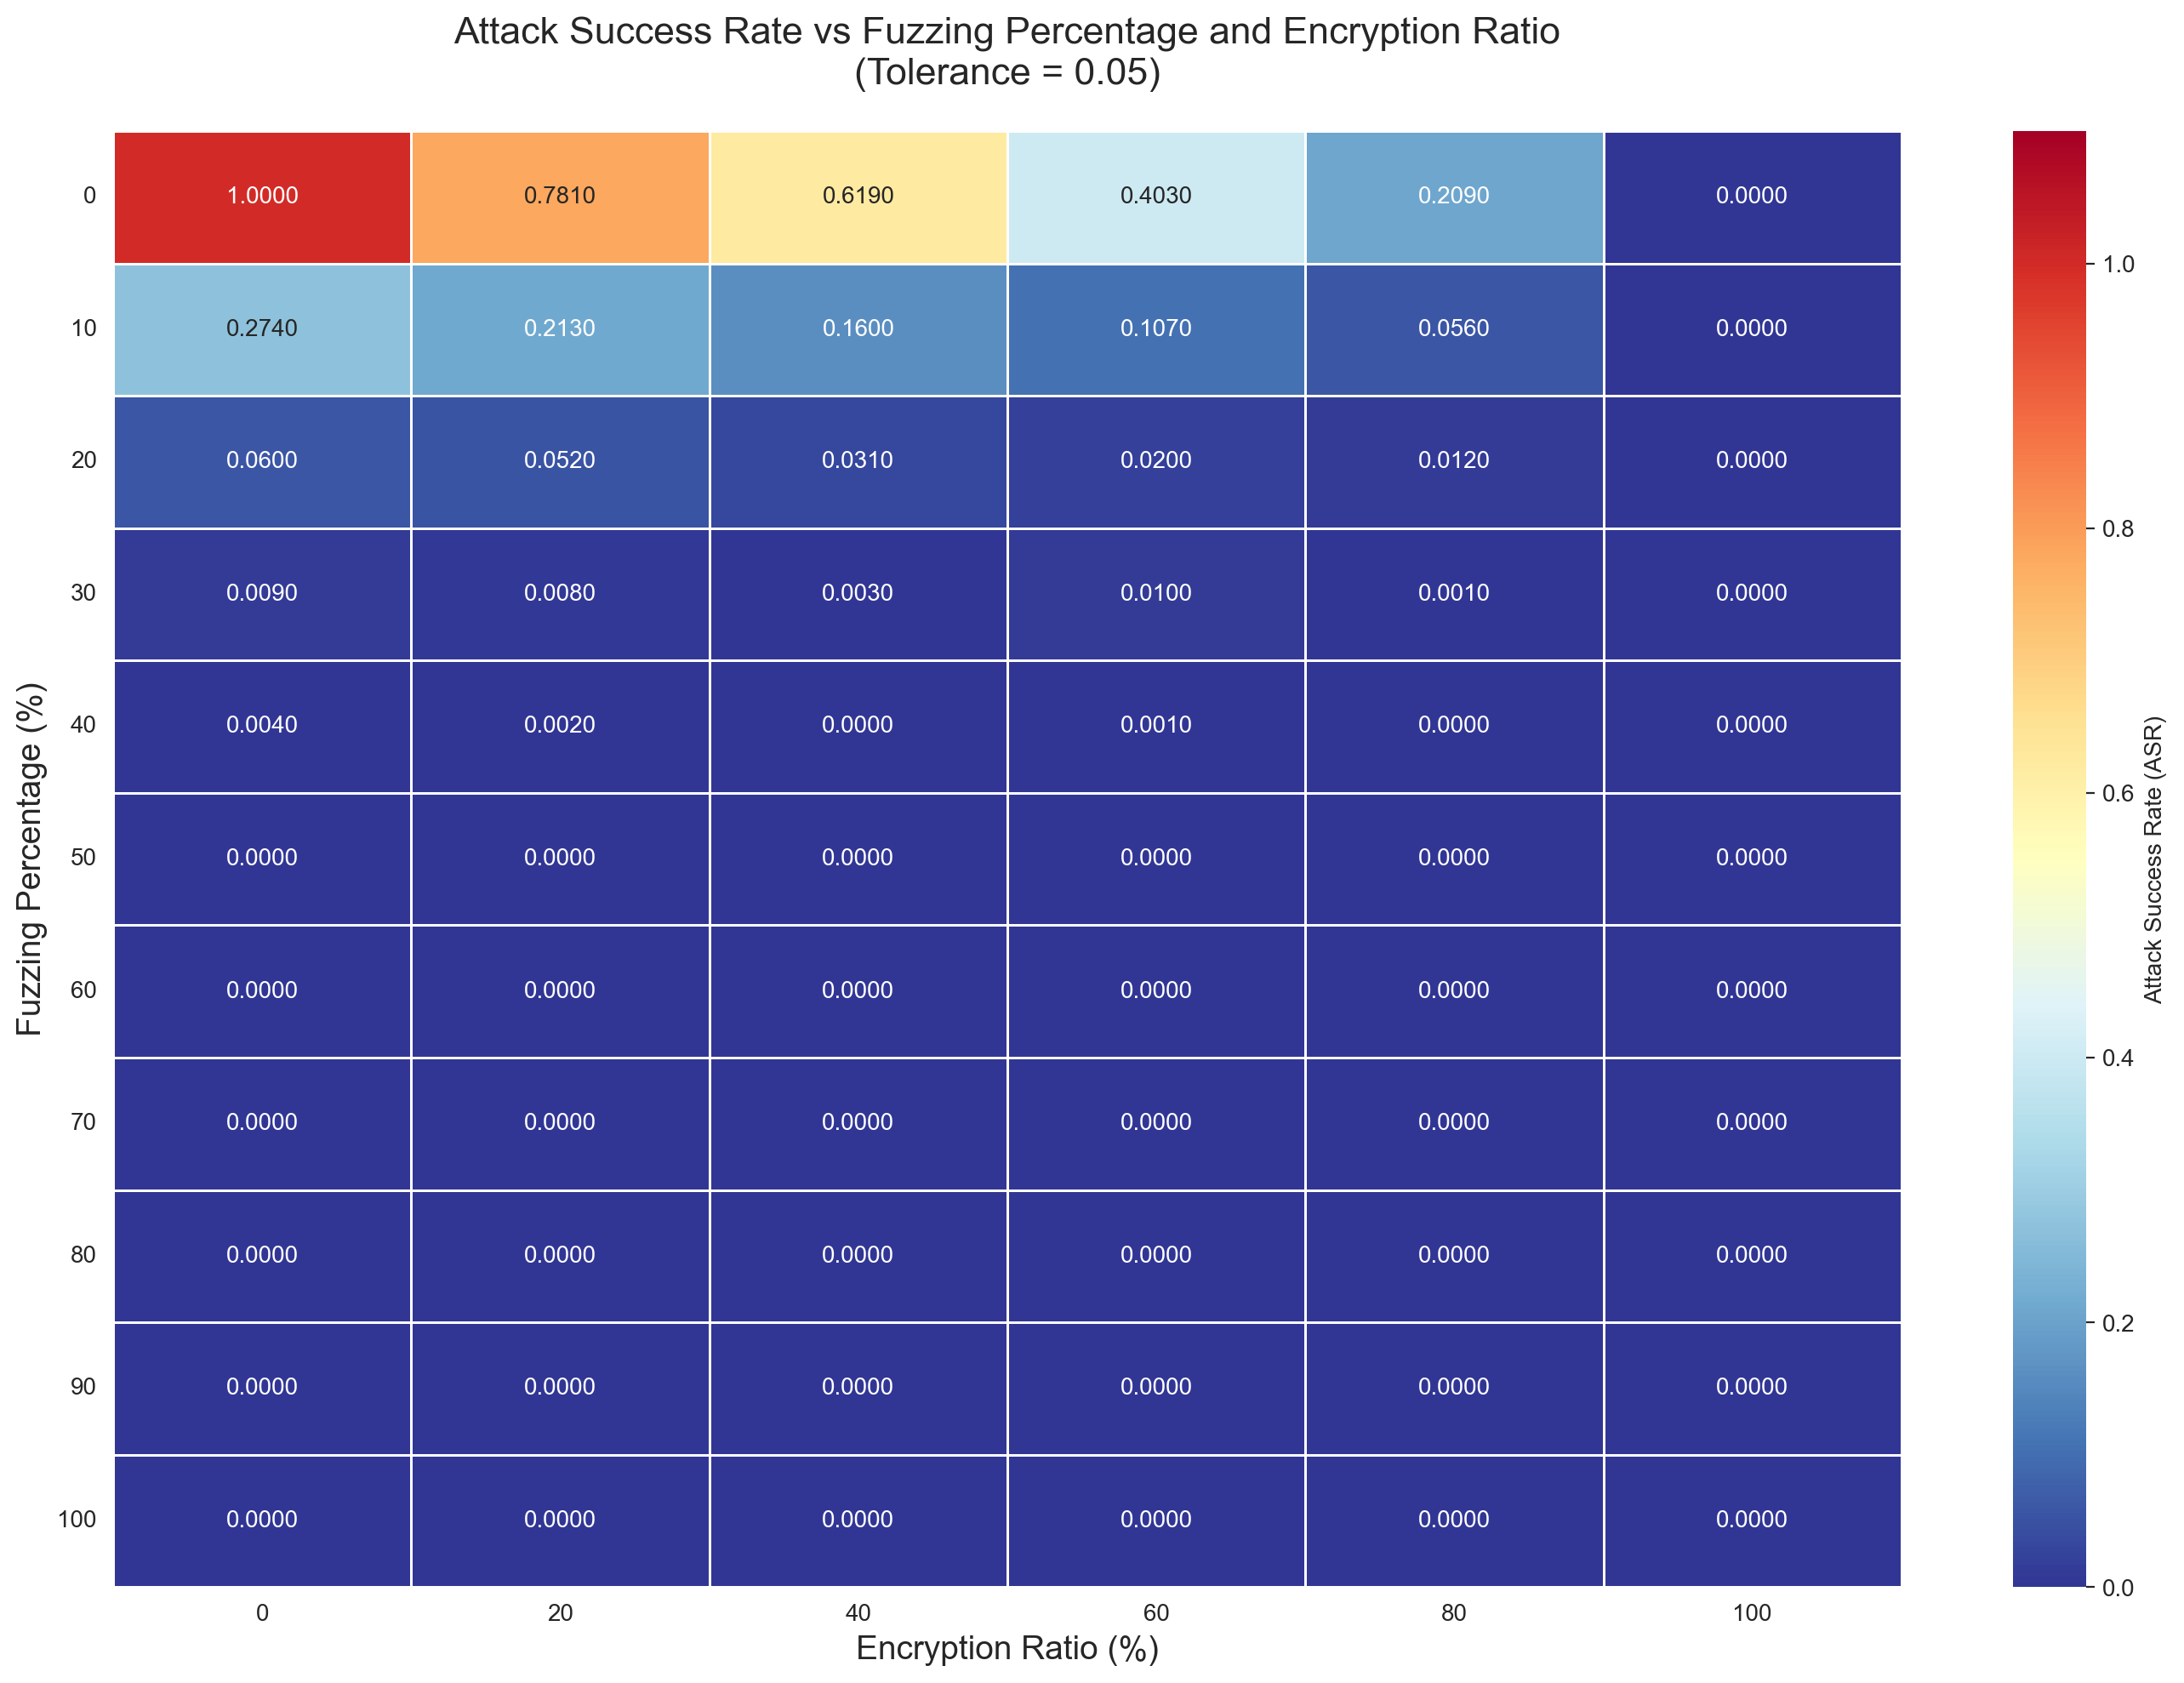 Attack Success Rate vs Fuzzing Percentage and Encryption Ratio
(Tolerance = 0.05)
Fuzzing Percentage (%)
0 1.0000 0.7810 0.6190 0.4030 0.2090 0.0000
10 0.2740 0.2130 0.1600 0.1070 0.0560 0.0000
20 0.0600 0.0520 0.0310 0.0200 0.0120 0.0000
30 0.0090 0.0080 0.0030 0.0100 0.0010 0.0000
40 0.0040 0.0020 0.0000 0.0010 0.0000 0.0000
50 0.0000 0.0000 0.0000 0.0000 0.0000 0.0000
60 0.0000 0.0000 0.0000 0.0000 0.0000 0.0000
70 0.0000 0.0000 0.0000 0.0000 0.0000 0.0000
80 0.0000 0.0000 0.0000 0.0000 0.0000 0.0000
90 0.0000 0.0000 0.0000 0.0000 0.0000 0.0000
100 0.0000 0.0000 0.0000 0.0000 0.0000 0.0000
0 20 40 60 80 100
Encryption Ratio (%)
1.0
0.8
0.6
0.4
0.2
0.0
Attack Success Rate (ASR)